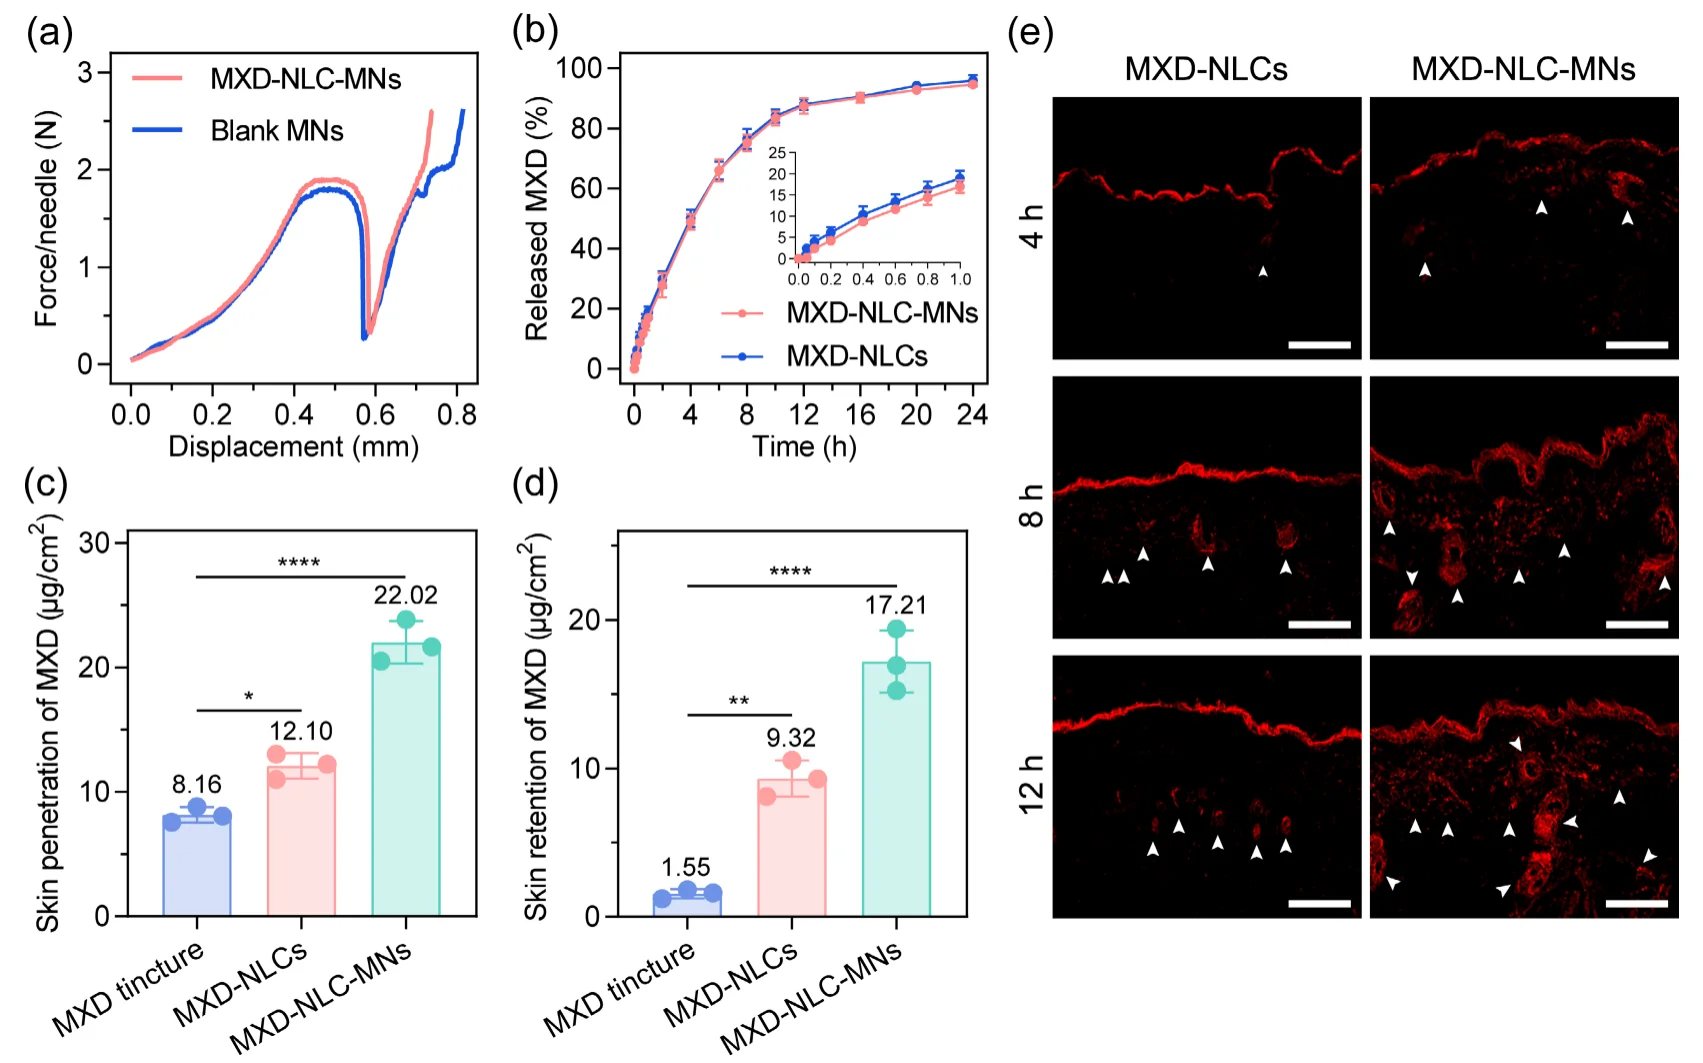 (a)
3
2
1
0
Force/needle (N)
MXD-NLC-MNs
Blank MNs
0.0 0.2 0.4 0.6 0.8
Displacement (mm)
(b)
100
80
60
40
20
0
Released MXD (%)
25
20
15
10
5
0
0.0 0.2 0.4 0.6 0.8 1.0
MXD-NLC-MNs
MXD-NLCs
0 4 8 12 16 20 24
Time (h)
(c)
30
20
10
0
Skin penetration of MXD (μg/cm²)
****
22.02
*
12.10
8.16
MXD tincture
MXD-NLCs
MXD-NLC-MNs
(d)
20
10
0
Skin retention of MXD (μg/cm²)
****
17.21
**
9.32
1.55
MXD tincture
MXD-NLCs
MXD-NLC-MNs
(e)
MXD-NLCs MXD-NLC-MNs
4 h
8 h
12 h